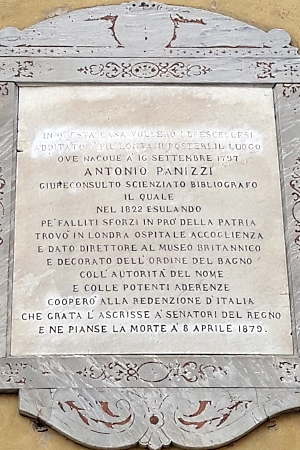 IN QUESTA CASA VOLLERO I BRESCELLESI
ADDITATO A' PIÙ LONTANI POSTERI IL LUOGO
OVE NACQUE A 16 SETTEMBRE 1797
ANTONIO PANIZZI
GIURECONSULTO SCIENZIATO BIBLIOGRAFO
IL QUALE
NEL 1822 ESULANDO
PE' FALLITI SFORZI IN PRO' DELLA PATRIA
TROVO' IN LONDRA OSPITALE ACCOGLIENZA
E DATO DIRETTORE AL MUSEO BRITANNICO
E DECORATO DELL'ORDINE DEL BAGNO
COLL'AUTORITÀ DEL NOME
E COLLE POTENTI ADERENZE
COOPERO' ALLA REDENZIONE D'ITALIA
CHE GRATA L'ASCRISSE A' SENATORI DEL REGNO
E NE PIANSE LA MORTE A' 8 APRILE 1879.